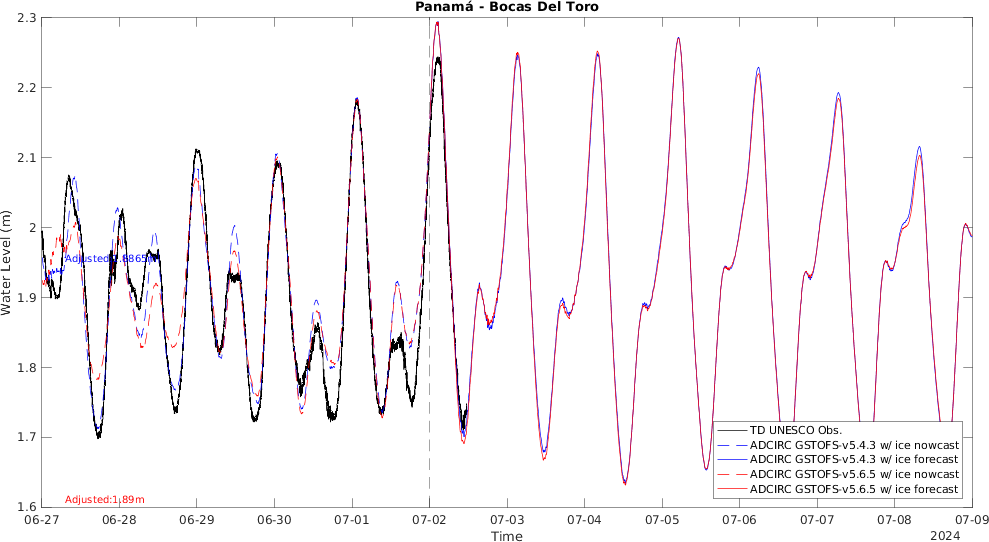 Panamá - Bocas Del Toro
2.3
2.2
2.1
2
1.9
1.8
1.7
1.6
Water Level (m)
Adjusted:1.89m
06-27
06-28
06-29
06-30
07-01
07-02
07-03
07-04
07-05
07-06
07-07
07-08
07-09
Time
2024
TD UNESCO Obs.
ADCIRC GSTOFS-v5.4.3 w/ ice nowcast
ADCIRC GSTOFS-v5.4.3 w/ ice forecast
ADCIRC GSTOFS-v5.6.5 w/ ice nowcast
ADCIRC GSTOFS-v5.6.5 w/ ice forecast